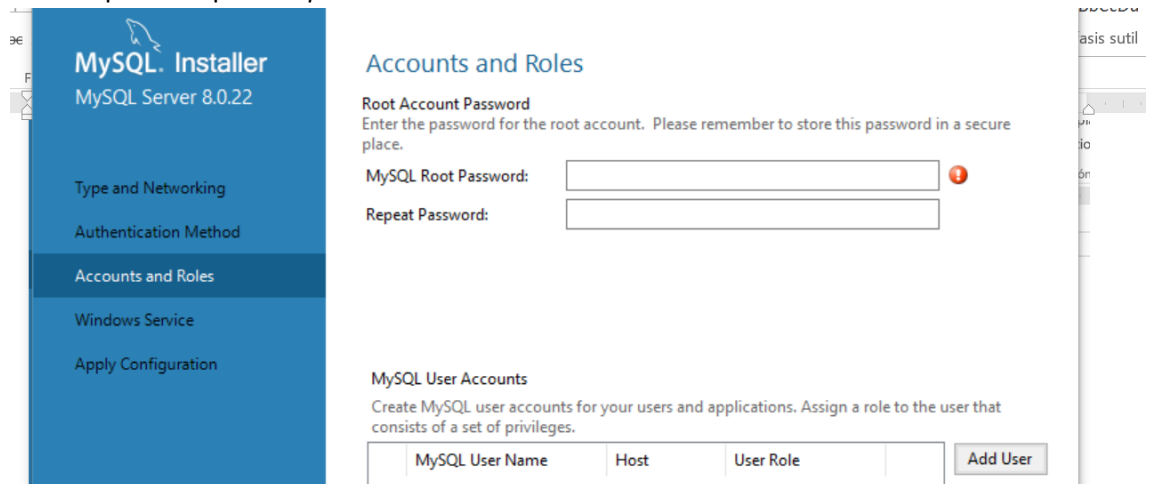 asis sutil
MySQL. Installer
MySQL Server 8.0.22
Type and Networking
Authentication Method
Accounts and Roles
Windows Service
Apply Configuration
Accounts and Roles
Root Account Password
Enter the password for the root account. Please remember to store this password in a secure
place.
MySQL Root Password:
Repeat Password:
MySQL User Accounts
Create MySQL user accounts for your users and applications. Assign a role to the user that
consists of a set of privileges.
MySQL User Name Host User Role
Add User